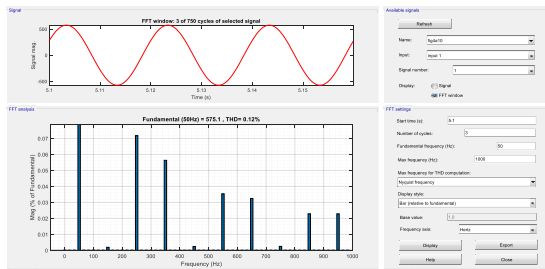 Signal
FFT window: 3 of 750 cycles of selected signal
Signal mag.
500
0
-500
5.1
5.11
5.12
5.13
5.14
5.15
Time (s)
FFT analysis
Fundamental (50Hz) = 575.1 , THD= 0.12%
Mag (% of Fundamental)
0.07
0.06
0.05
0.04
0.03
0.02
0.01
0
0
100
200
300
400
500
600
700
800
900
1000
Frequency (Hz)
Available signals
Refresh
Name:
Input:
input 1
Signal number:
1
Display:
Signal
FFT window
FFT settings
Start time (s):
5.1
Number of cycles:
3
Fundamental frequency (Hz):
50
Max frequency (Hz):
1000
Max frequency for THD computation:
Nyquist frequency
Display style:
Bar (relative to fundamental)
Base value:
1.0
Frequency axis:
Hertz
Display
Export
Help
Close